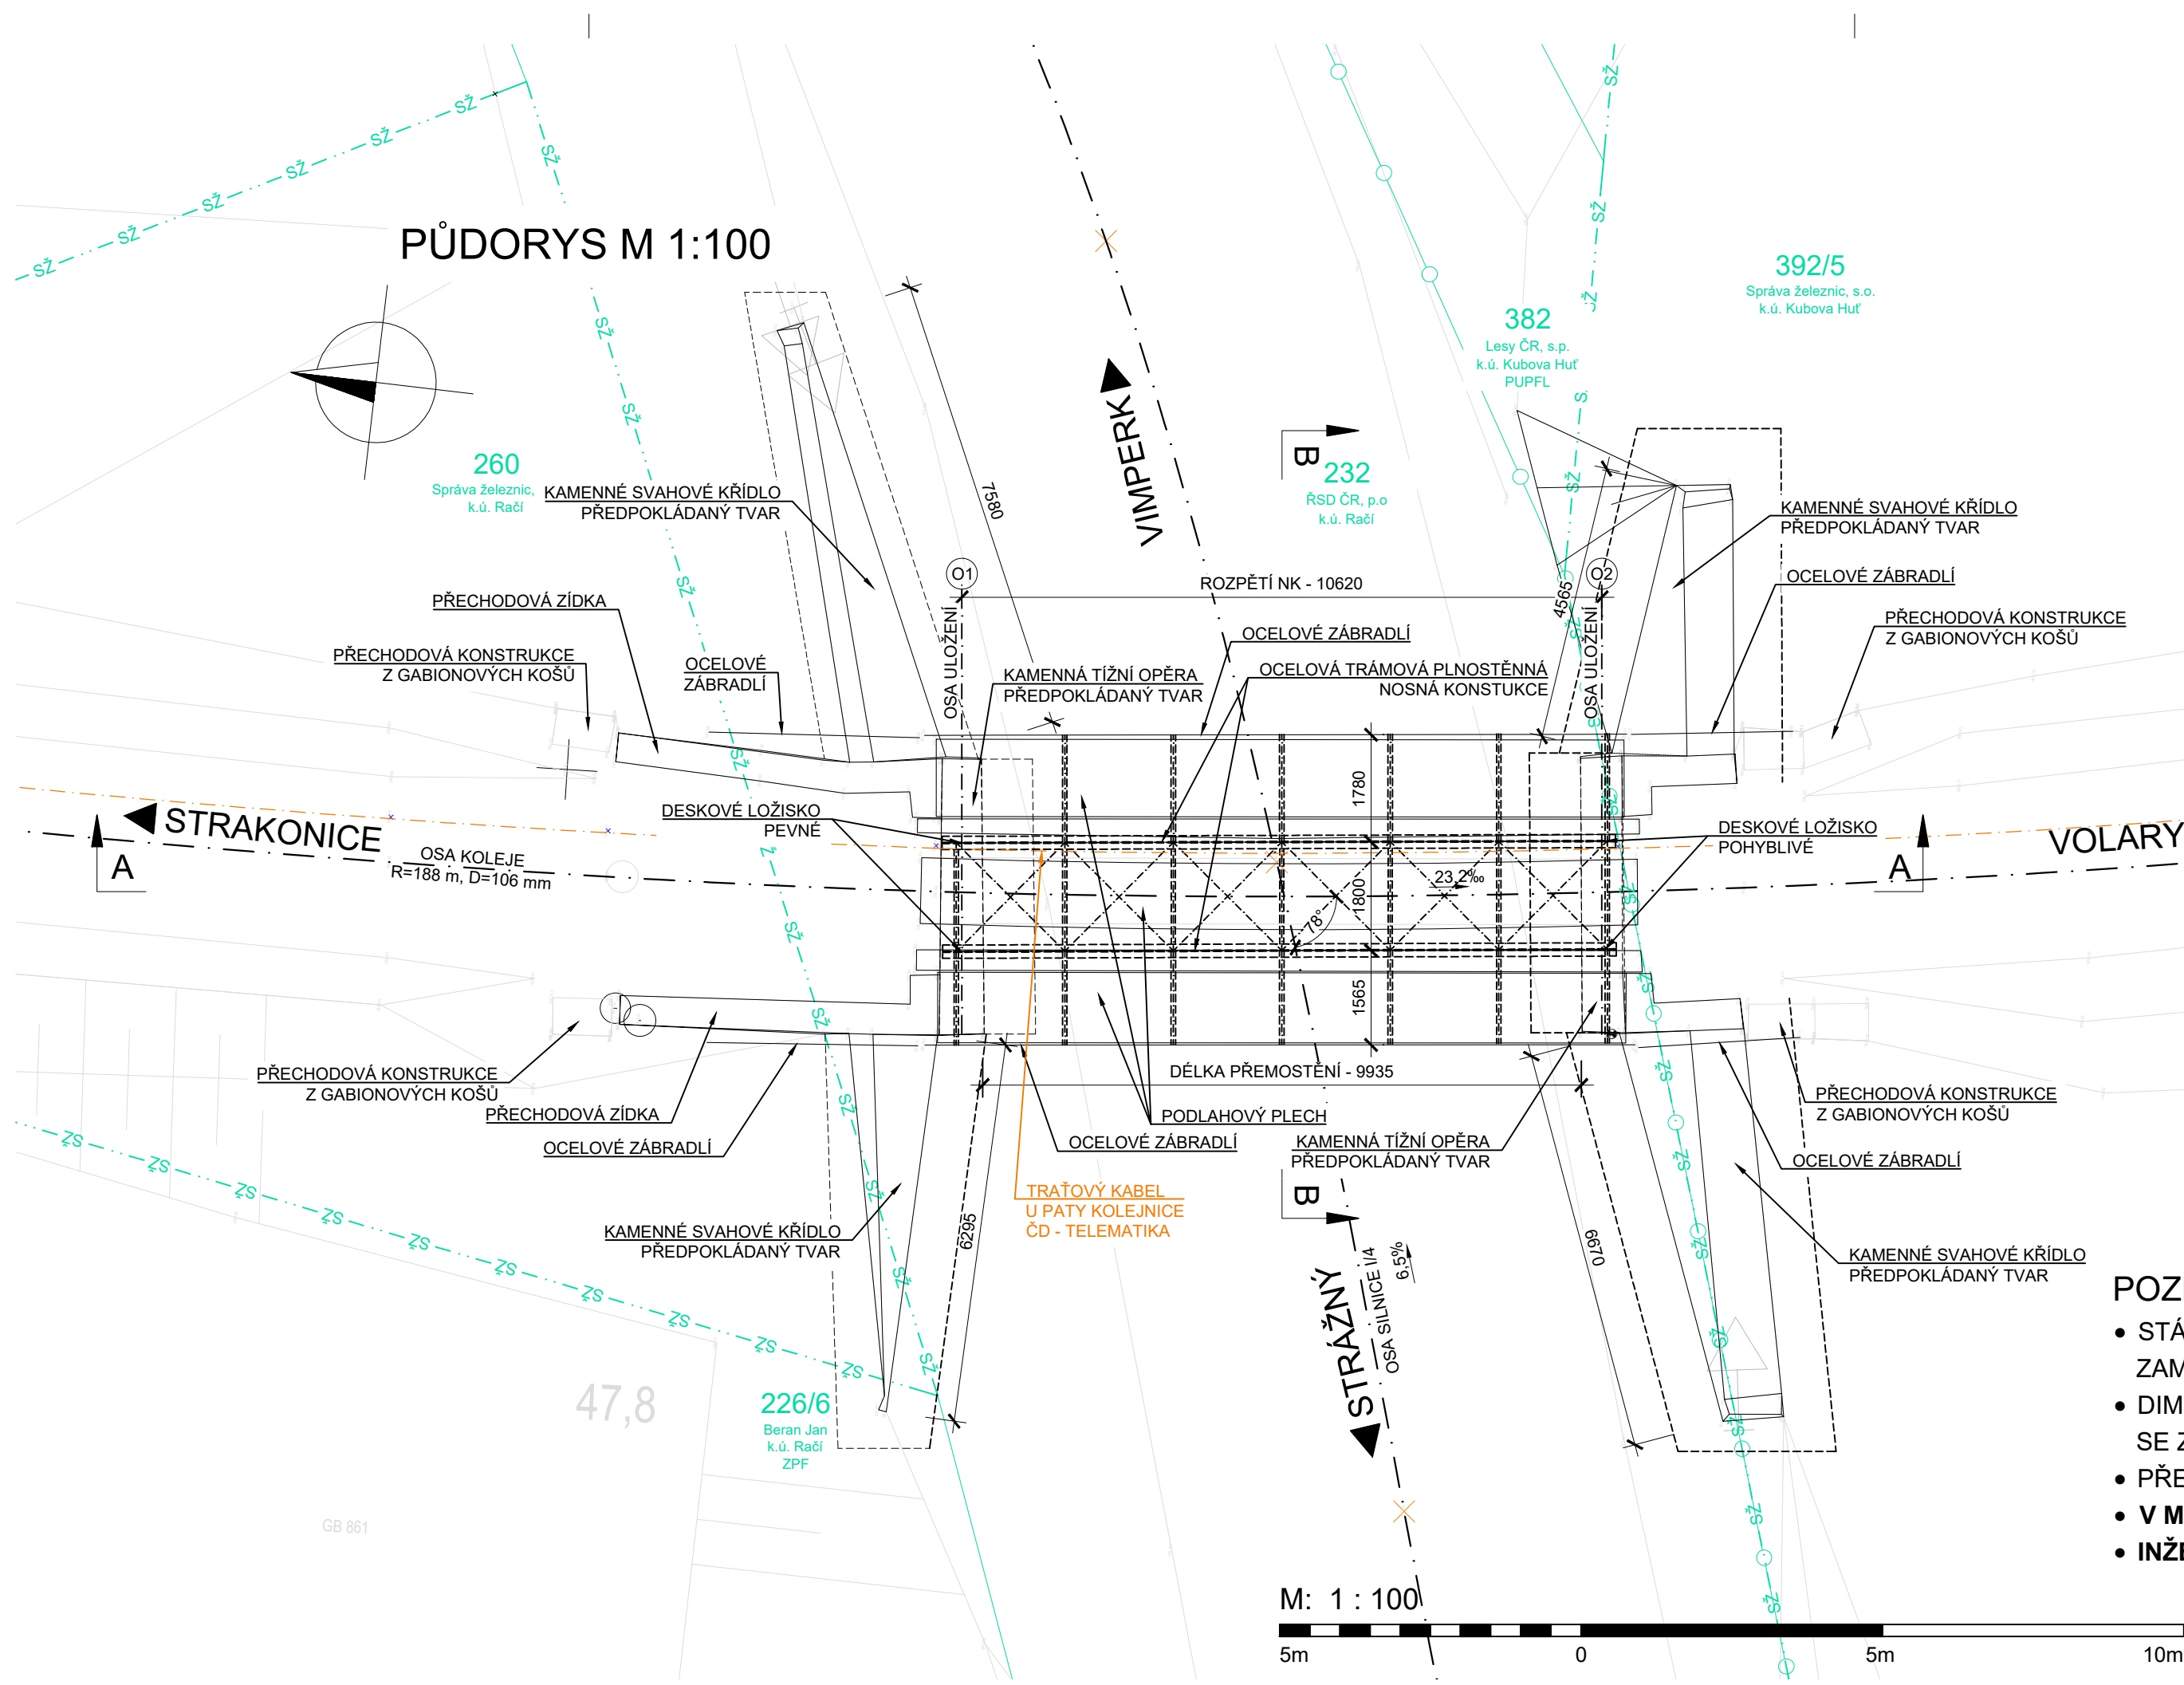 PŮDORYS M 1:100
SŽ
392/5
Správa železnic, s.o.
k.ú. Kubova Huť
382
Lesy ČR, s.p.
k.ú. Kubova Huť
PUPFL
260
Správa železnic,
k.ú. Račí
232
ŘSD ČR, p.o
k.ú. Račí
VIMPERK
B
KAMENNÉ SVAHOVÉ KŘÍDLO
PŘEDPOKLÁDANÝ TVAR
7580
KAMENNÉ SVAHOVÉ KŘÍDLO
PŘEDPOKLÁDANÝ TVAR
O1
ROZPĚTÍ NK - 10620
O2
4565
OCELOVÉ ZÁBRADLÍ
PŘECHODOVÁ ZÍDKA
PŘECHODOVÁ KONSTRUKCE
Z GABIONOVÝCH KOŠŮ
OSA ULOŽENÍ
OSA ULOŽENÍ
OCELOVÉ ZÁBRADLÍ
PŘECHODOVÁ KONSTRUKCE
Z GABIONOVÝCH KOŠŮ
OCELOVÉ
ZÁBRADLÍ
KAMENNÁ TÍŽNÍ OPĚRA
PŘEDPOKLÁDANÝ TVAR
OCELOVÁ TRÁMOVÁ PLNOSTĚNNÁ
NOSNÁ KONSTUKCE
1780
DESKOVÉ LOŽISKO
PEVNÉ
DESKOVÉ LOŽISKO
POHYBLIVÉ
STRAKONICE
VOLARY
A
A
OSA KOLEJE
R=188 m, D=106 mm
23,2‰
1800
78°
1565
DÉLKA PŘEMOSTĚNÍ - 9935
PŘECHODOVÁ KONSTRUKCE
Z GABIONOVÝCH KOŠŮ
PŘECHODOVÁ ZÍDKA
OCELOVÉ ZÁBRADLÍ
PODLAHOVÝ PLECH
OCELOVÉ ZÁBRADLÍ
KAMENNÁ TÍŽNÍ OPĚRA
PŘEDPOKLÁDANÝ TVAR
PŘECHODOVÁ KONSTRUKCE
Z GABIONOVÝCH KOŠŮ
OCELOVÉ ZÁBRADLÍ
TRAŤOVÝ KABEL
U PATY KOLEJNICE
ČD - TELEMATIKA
B
KAMENNÉ SVAHOVÉ KŘÍDLO
PŘEDPOKLÁDANÝ TVAR
6295
6670
KAMENNÉ SVAHOVÉ KŘÍDLO
PŘEDPOKLÁDANÝ TVAR
STRÁŽNÝ
OSA SILNICE I/4
6,5%
47,8
226/6
Beran Jan
k.ú. Račí
ZPF
GB 861
POZ
• STÁ
ZAM
• DIM
SE Z
• PŘE
• V M
• INŽE
M: 1 : 100
5m
0
5m
10m